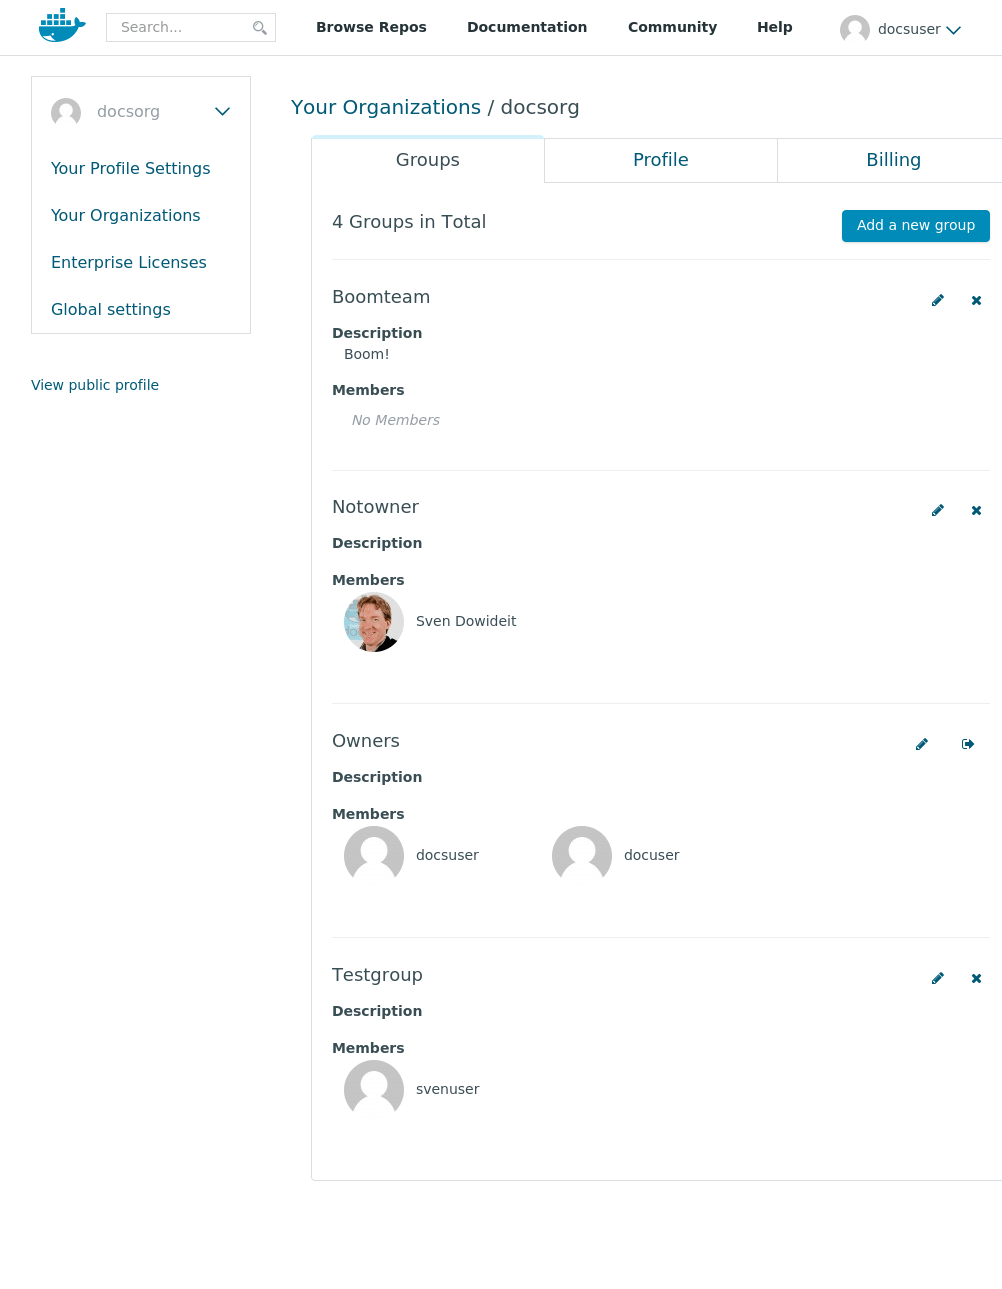 Search...
Browse Repos
Documentation
Community
Help
docsuser
docsorg
Your Profile Settings
Your Organizations
Enterprise Licenses
Global settings
View public profile
Your Organizations / docsorg
Groups
Profile
Billing
4 Groups in Total
Add a new group
Boomteam
Description
Boom!
Members
No Members
Notowner
Description
Members
Sven Dowideit
Owners
Description
Members
docsuser
docuser
Testgroup
Description
Members
svenuser